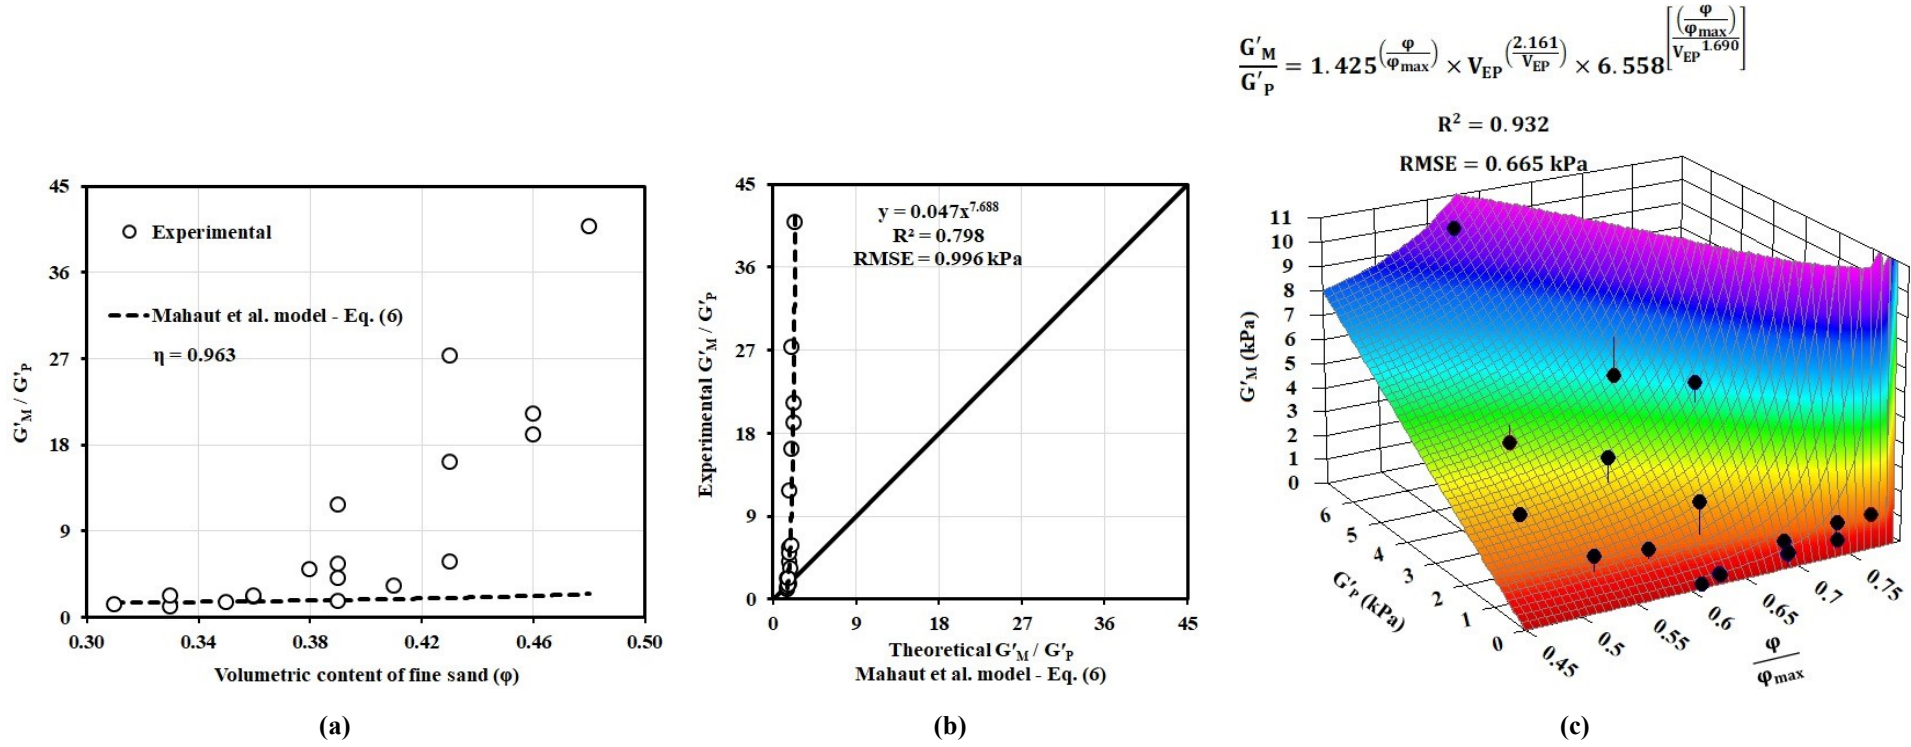 45
36
27
18
9
0
G'M / G'P
Experimental
Mahaut et al. model - Eq. (6)
η = 0.963
0.30
0.34
0.38
0.42
0.46
0.50
Volumetric content of fine sand (φ)
(a)
45
36
27
18
9
0
Experimental G'M / G'P
y = 0.047x^7.688
R² = 0.798
RMSE = 0.996 kPa
0
9
18
27
36
45
Theoretical G'M / G'P
Mahaut et al. model - Eq. (6)
(b)
G'M / G'P = 1.425^(φ/φmax) × VEP^(2.161/VEP) × 6.558^[(φ/φmax)/VEP^1.690]
R² = 0.932
RMSE = 0.665 kPa
11
10
9
8
7
6
5
4
3
2
1
0
G'M (kPa)
6
5
4
3
2
1
0
G'P (kPa)
0.45
0.5
0.55
0.6
0.65
0.7
0.75
φ
φmax
(c)